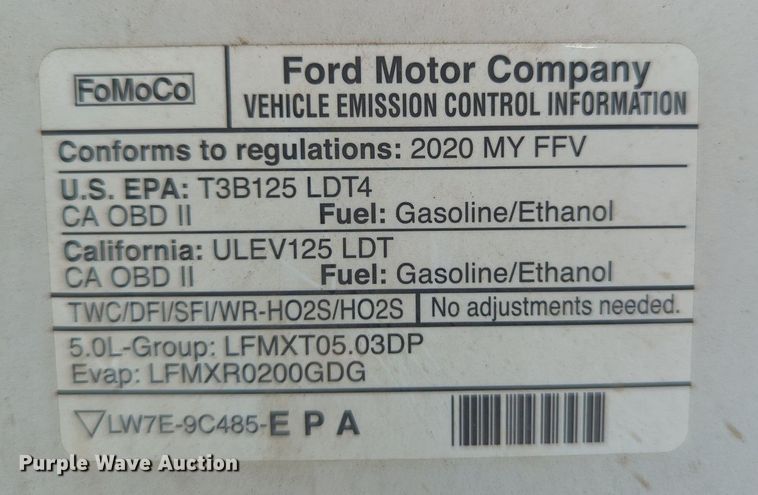 FoMoCo
Ford Motor Company
VEHICLE EMISSION CONTROL INFORMATION
Conforms to regulations: 2020 MY FFV
U.S. EPA: T3B125 LDT4
CA OBD II Fuel: Gasoline/Ethanol
California: ULEV125 LDT
CA OBD II Fuel: Gasoline/Ethanol
TWC/DFI/SFI/WR-HO2S/HO2S No adjustments needed.
5.0L-Group: LFMXT05.03DP
Evap: LFMXR0200GDG
LW7E-9C485-EPA
Purple Wave Auction